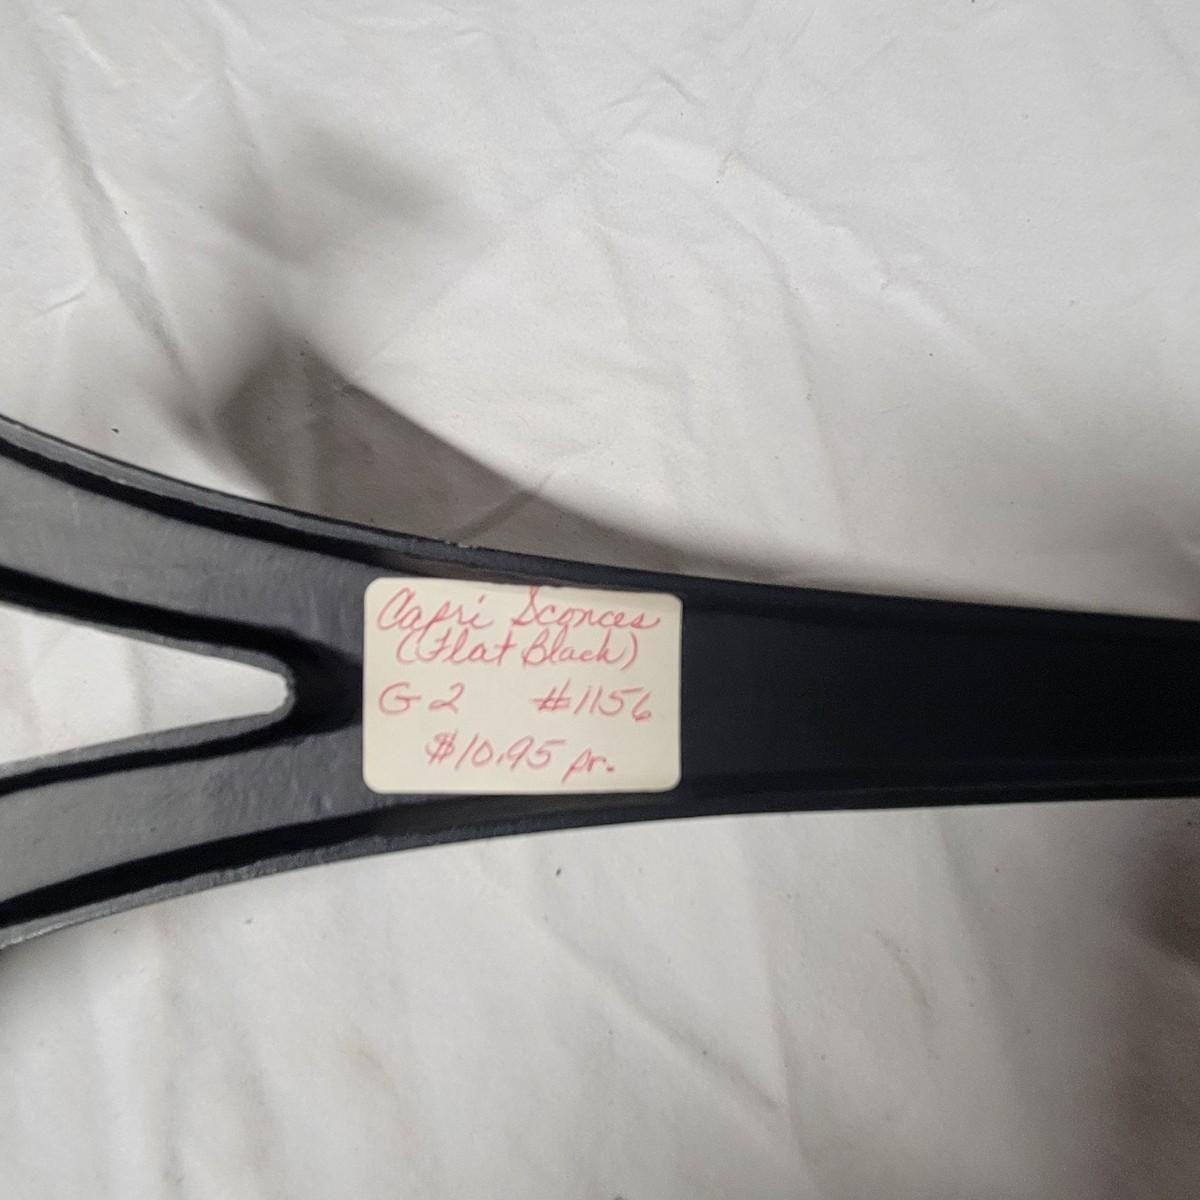 Capri Sconces
(Flat Black)
G2 #1156
$10.95 pr.